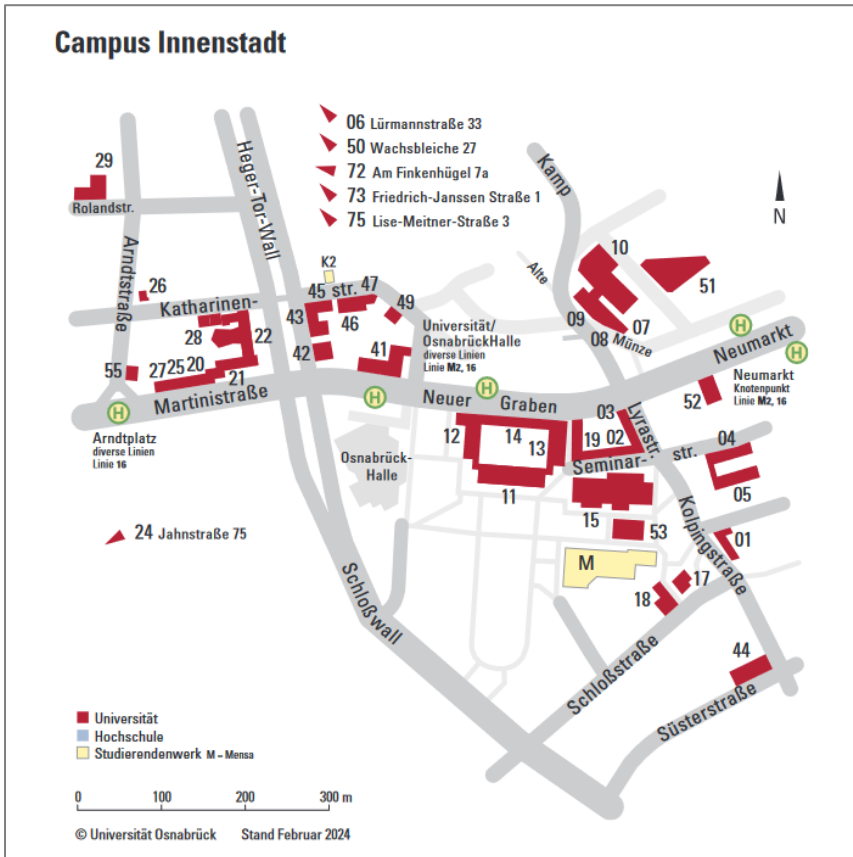 Campus Innenstadt
06 Lürmannstraße 33
50 Wachsbleiche 27
72 Am Finkenhügel 7a
73 Friedrich-Janssen Straße 1
75 Lise-Meitner-Straße 3
N
29
Rolandstr.
Arndtstraße
Heger-Tor-Wall
Kamp
Alte
Münze
10
51
09
08
07
26
K2
Katharinen-
str.
45
47
49
43
46
42
41
28
22
55
27
25
20
21
Universität/
OsnabrückHalle
diverse Linien
Linie M2, 16
H
H
H
H
H
Neumarkt
Neumarkt
Knotenpunkt
Linie M2, 16
52
Martinistraße
Neuer Graben
Arndtplatz
diverse Linien
Linie 16
Osnabrück-
Halle
12
14
13
11
03
19
02
Lyrastr.
Seminar-
str.
04
05
15
53
M
01
17
18
Kolpingstraße
24 Jahnstraße 75
Schloßwall
Schloßstraße
44
Süsterstraße
Universität
Hochschule
Studierendenwerk M – Mensa
0 100 200 300 m
© Universität Osnabrück Stand Februar 2024